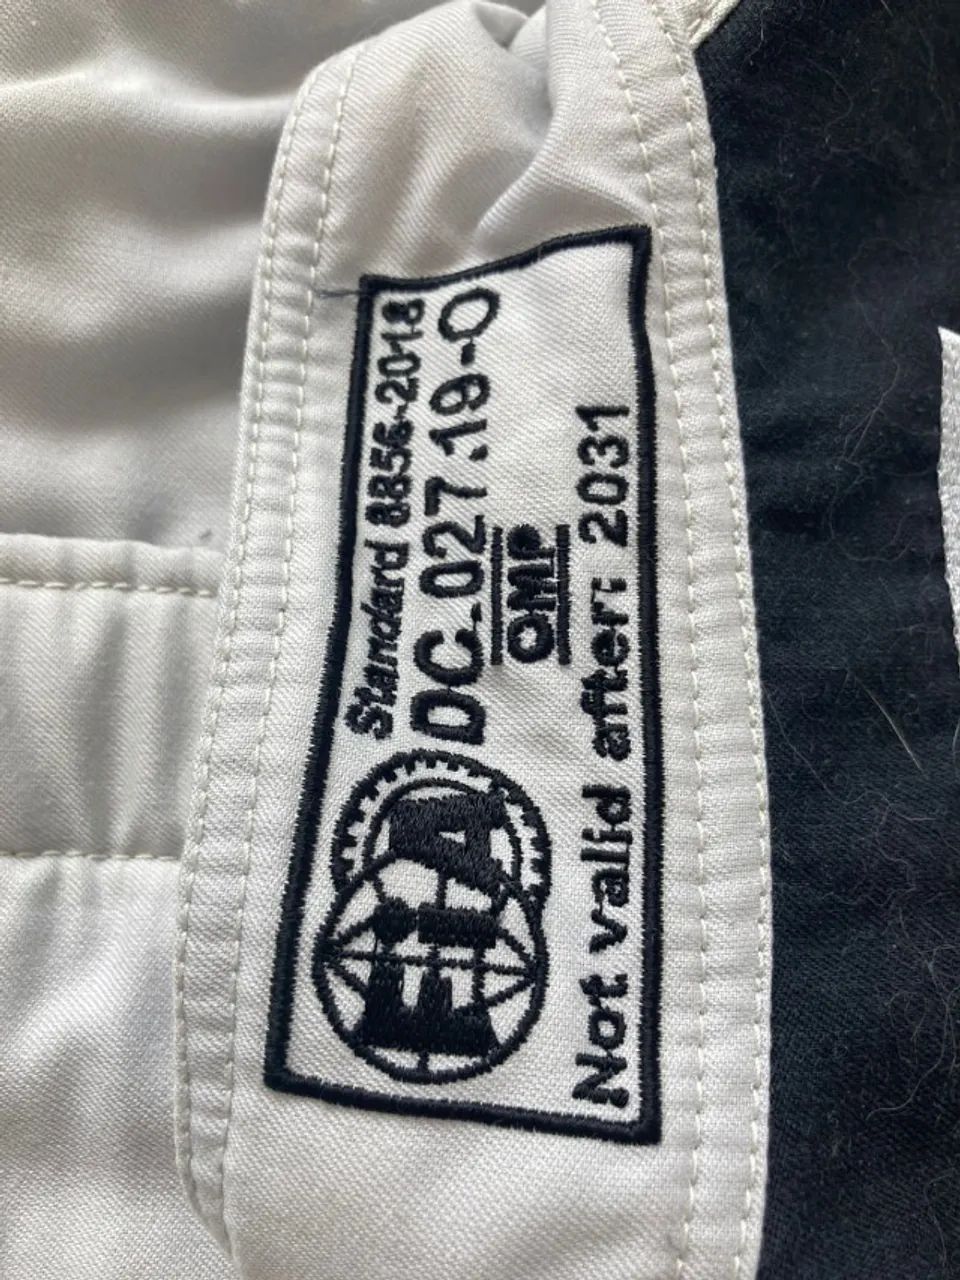 Standard 8856-2018
DC.027.19-O
OMP
FIA
Not valid after: 2031